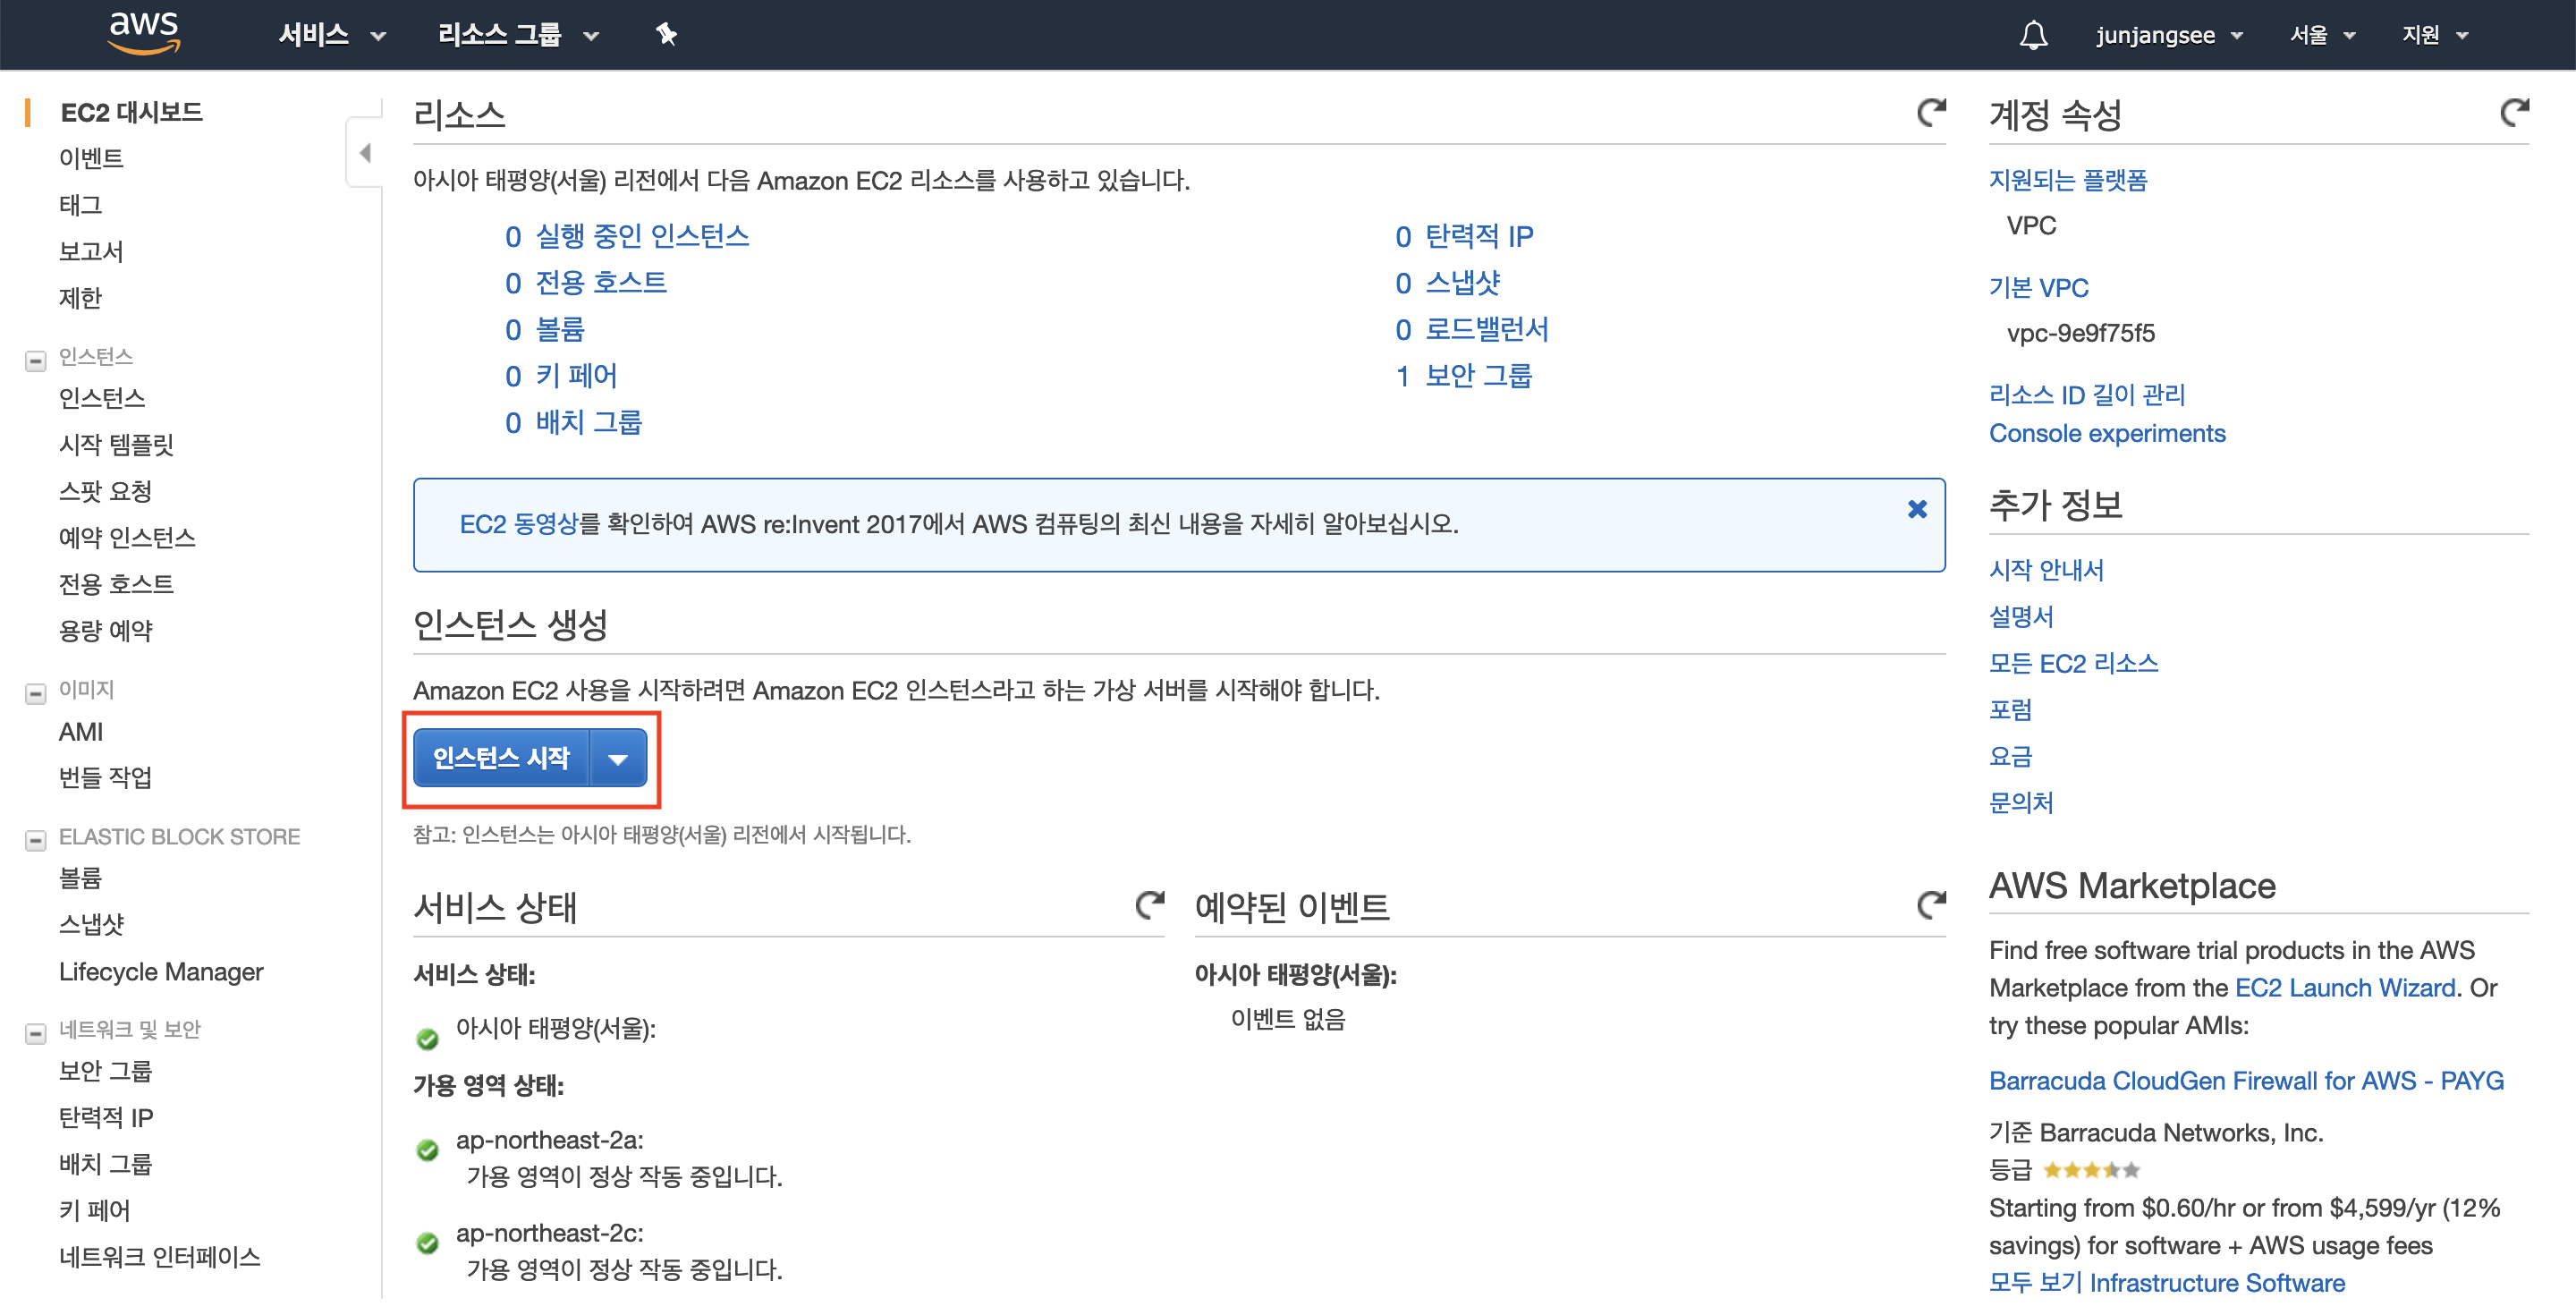 aws
서비스
리소스 그룹
junjangsee
서울
지원
EC2 대시보드
이벤트
태그
보고서
제한
인스턴스
인스턴스
시작 템플릿
스팟 요청
예약 인스턴스
전용 호스트
용량 예약
이미지
AMI
번들 작업
ELASTIC BLOCK STORE
볼륨
스냅샷
Lifecycle Manager
네트워크 및 보안
보안 그룹
탄력적 IP
배치 그룹
키 페어
네트워크 인터페이스
리소스
아시아 태평양(서울) 리전에서 다음 Amazon EC2 리소스를 사용하고 있습니다.
0 실행 중인 인스턴스
0 전용 호스트
0 볼륨
0 키 페어
0 배치 그룹
0 탄력적 IP
0 스냅샷
0 로드밸런서
1 보안 그룹
EC2 동영상를 확인하여 AWS re:Invent 2017에서 AWS 컴퓨팅의 최신 내용을 자세히 알아보십시오.
인스턴스 생성
Amazon EC2 사용을 시작하려면 Amazon EC2 인스턴스라고 하는 가상 서버를 시작해야 합니다.
인스턴스 시작
참고: 인스턴스는 아시아 태평양(서울) 리전에서 시작됩니다.
서비스 상태
서비스 상태:
아시아 태평양(서울):
가용 영역 상태:
ap-northeast-2a:
가용 영역이 정상 작동 중입니다.
ap-northeast-2c:
가용 영역이 정상 작동 중입니다.
예약된 이벤트
아시아 태평양(서울):
이벤트 없음
계정 속성
지원되는 플랫폼
VPC
기본 VPC
vpc-9e9f75f5
리소스 ID 길이 관리
Console experiments
추가 정보
시작 안내서
설명서
모든 EC2 리소스
포럼
요금
문의처
AWS Marketplace
Find free software trial products in the AWS
Marketplace from the EC2 Launch Wizard. Or
try these popular AMIs:
Barracuda CloudGen Firewall for AWS - PAYG
기준 Barracuda Networks, Inc.
등급
Starting from $0.60/hr or from $4,599/yr (12%
savings) for software + AWS usage fees
모두 보기 Infrastructure Software